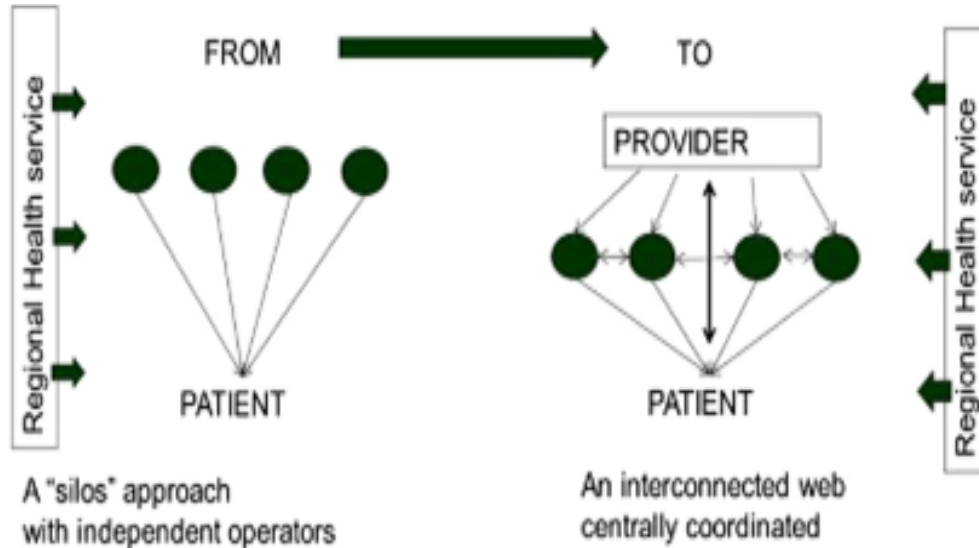 FROM
TO
Regional Health service
PROVIDER
Regional Health service
PATIENT
PATIENT
A "silos" approach
with independent operators
An interconnected web
centrally coordinated